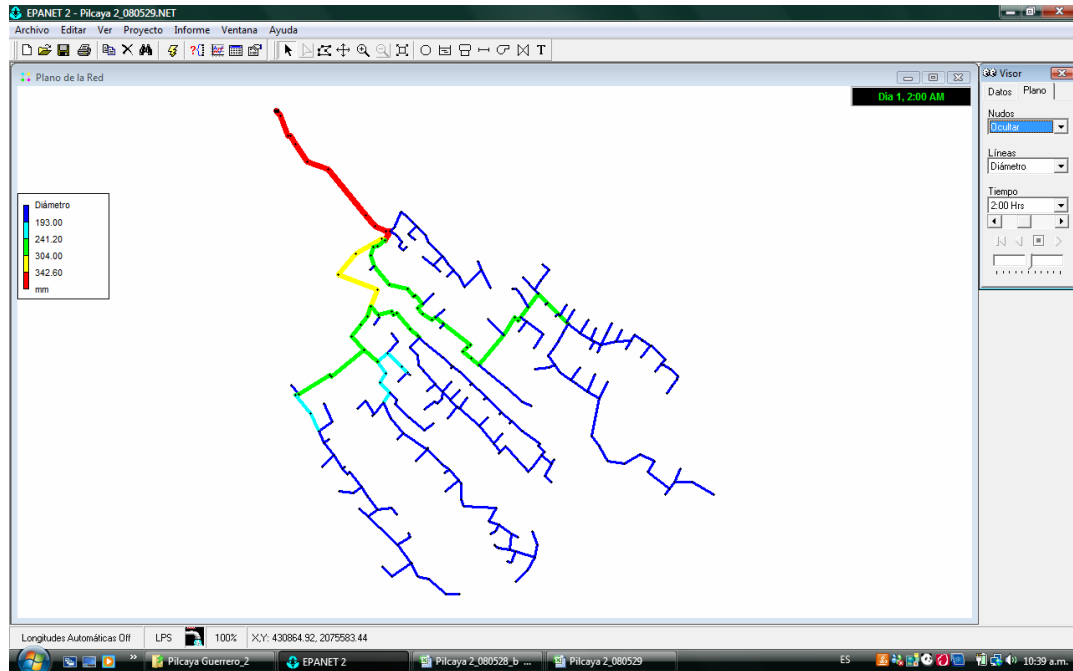 EPANET 2 - Pilcaya 2_080529.NET
Archivo Editar Ver Proyecto Informe Ventana Ayuda
T
Plano de la Red
Día 1, 2:00 AM
Diámetro
193.00
241.20
304.00
342.60
mm
Visor
Datos Plano
Nudos
Ocultar
Líneas
Diámetro
Tiempo
2:00 Hrs
Longitudes Automáticas Off LPS 100% X,Y: 430864.92, 2075583.44
Pilcaya Guerrero_2 EPANET 2 Pilcaya 2_080528_b ... Pilcaya 2_080529 ES 10:39 a.m.